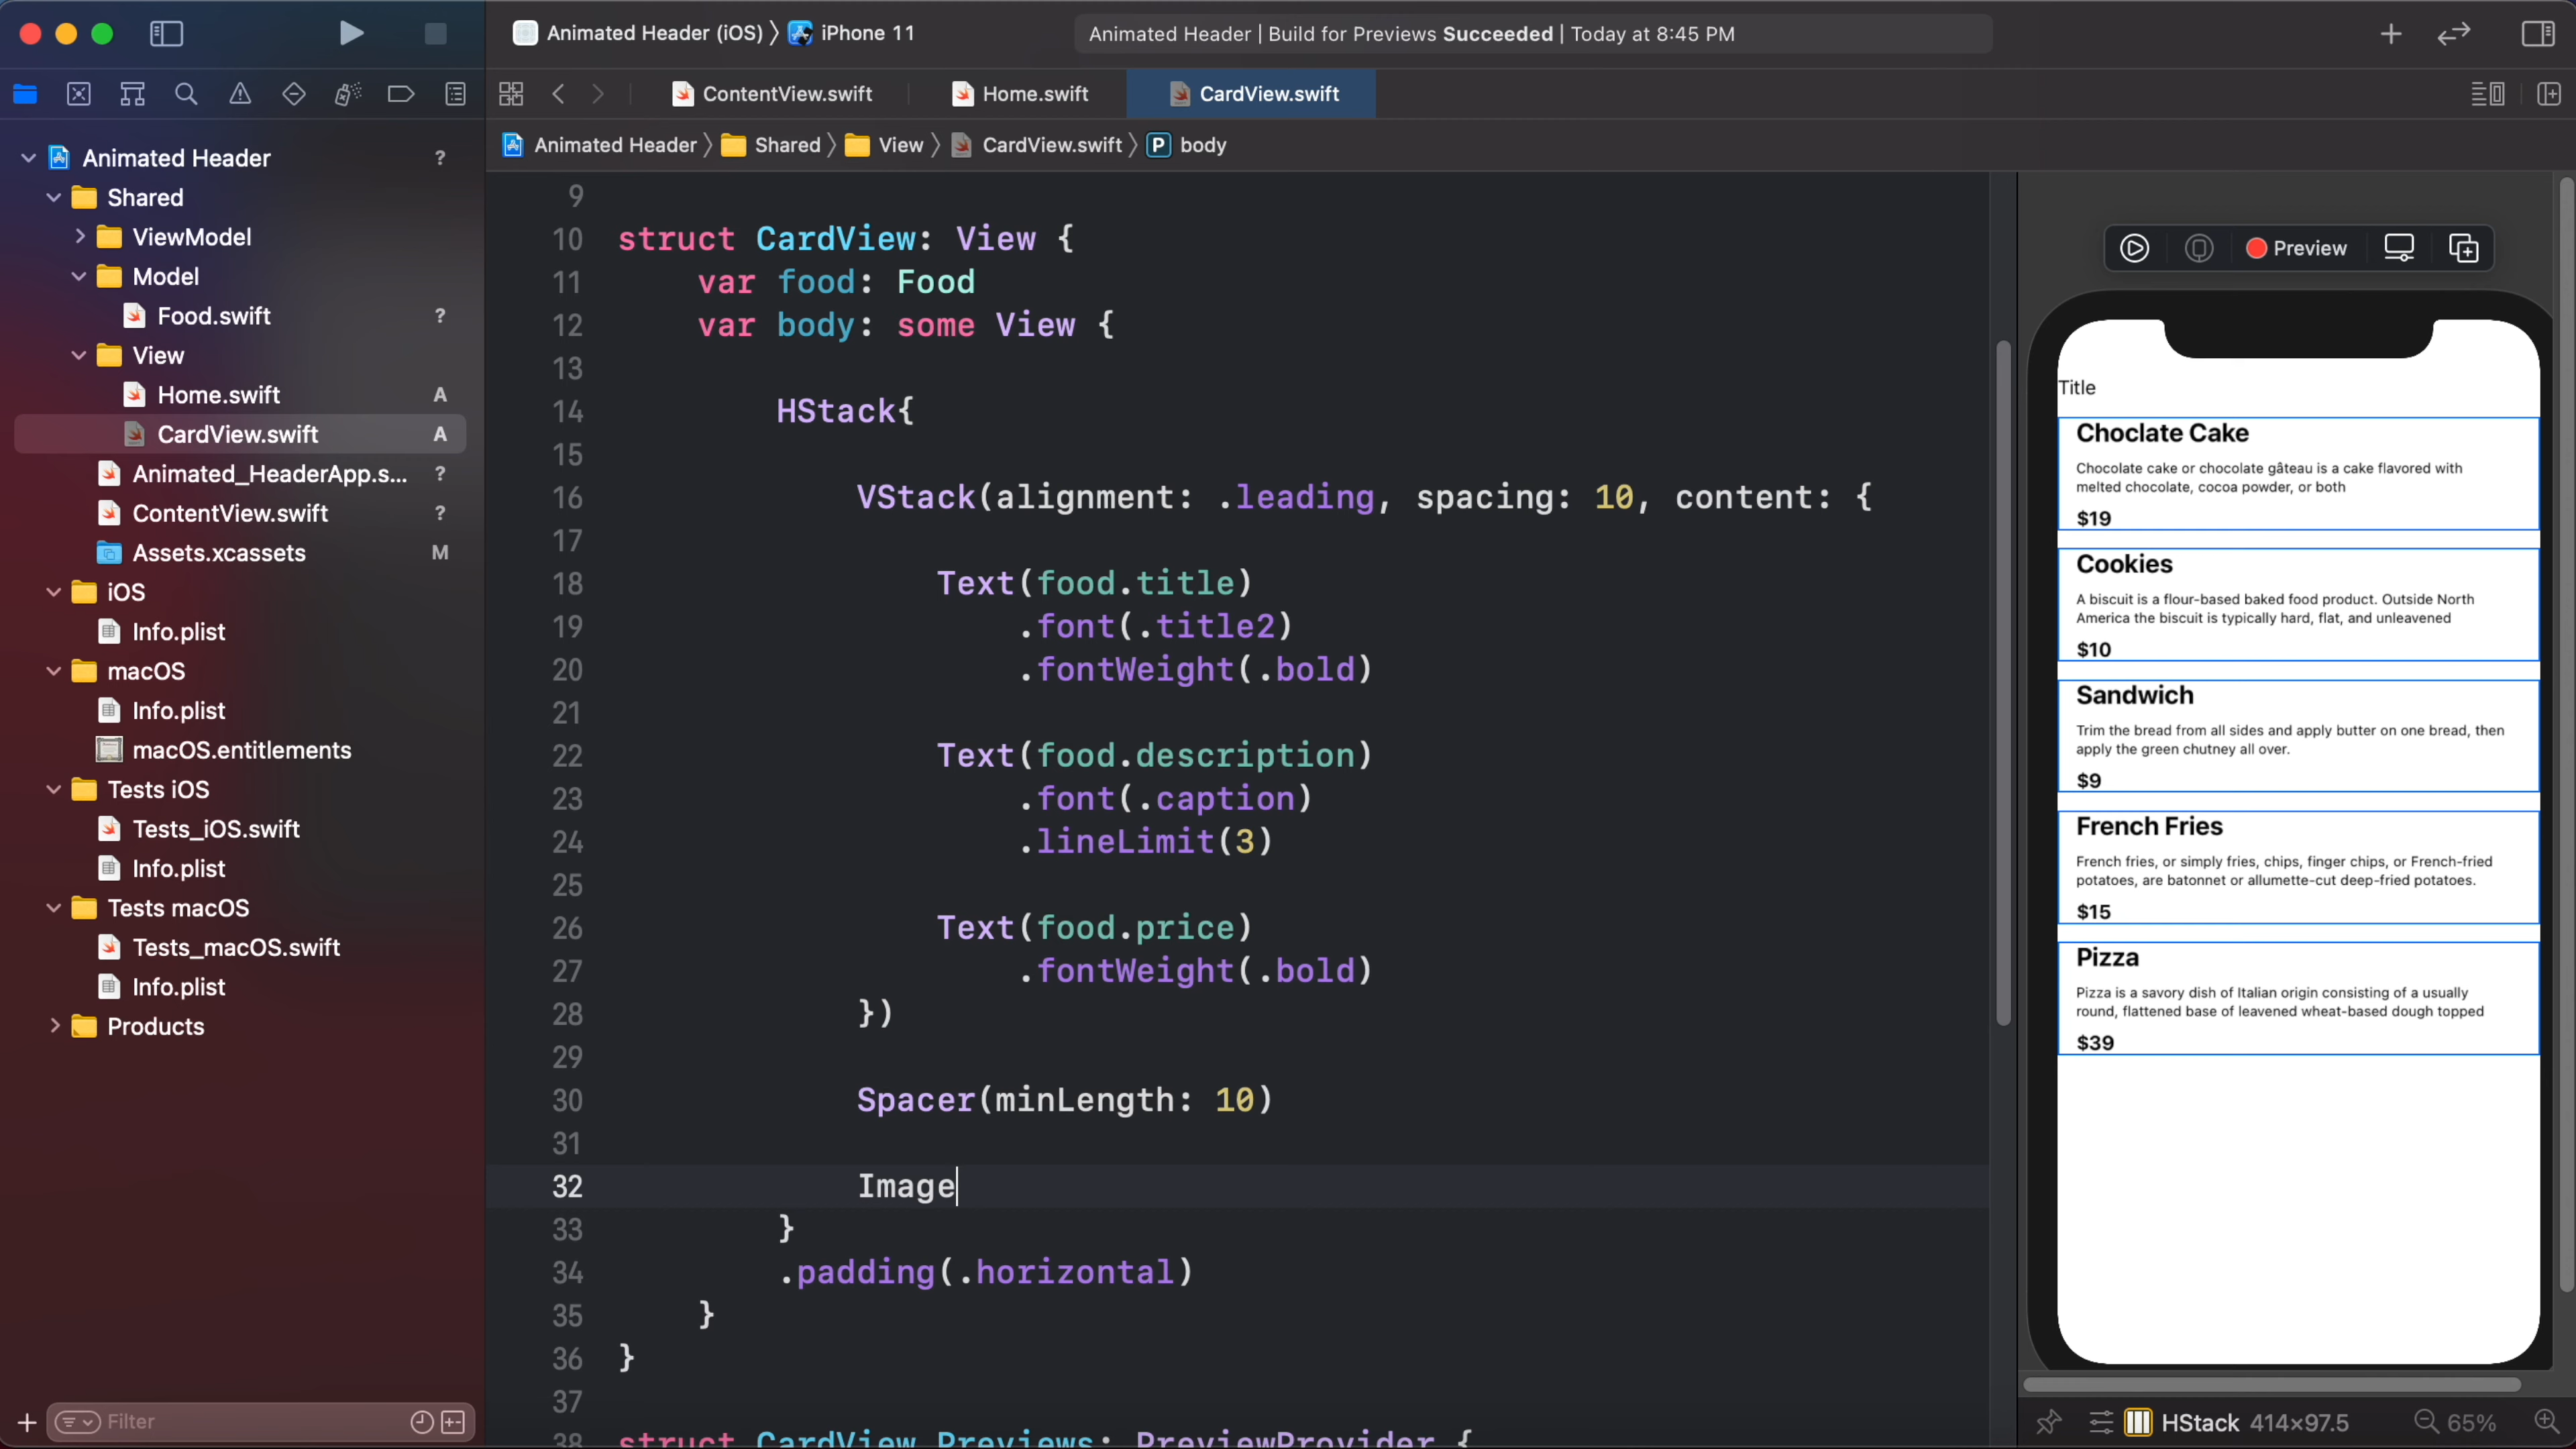 Animated Header (iOS) 〉 iPhone 11
Animated Header | Build for Previews Succeeded | Today at 8:45 PM
ContentView.swift
Home.swift
CardView.swift
Animated Header 〉 Shared 〉 View 〉 CardView.swift 〉 P body
Animated Header ?
Shared
ViewModel
Model
Food.swift ?
View
Home.swift A
CardView.swift A
Animated_HeaderApp.s... ?
ContentView.swift ?
Assets.xcassets M
iOS
Info.plist
macOS
Info.plist
macOS.entitlements
Tests iOS
Tests_iOS.swift
Info.plist
Tests macOS
Tests_macOS.swift
Info.plist
Products
Filter
9
10 struct CardView: View {
11 var food: Food
12 var body: some View {
13
14 HStack{
15
16 VStack(alignment: .leading, spacing: 10, content: {
17
18 Text(food.title)
19 .font(.title2)
20 .fontWeight(.bold)
21
22 Text(food.description)
23 .font(.caption)
24 .lineLimit(3)
25
26 Text(food.price)
27 .fontWeight(.bold)
28 })
29
30 Spacer(minLength: 10)
31
32 Image
33 }
34 .padding(.horizontal)
35 }
36 }
37
38 struct CardView_Previews: PreviewProvider {
Preview
Title
Choclate Cake
Chocolate cake or chocolate gâteau is a cake flavored with
melted chocolate, cocoa powder, or both
$19
Cookies
A biscuit is a flour-based baked food product. Outside North
America the biscuit is typically hard, flat, and unleavened
$10
Sandwich
Trim the bread from all sides and apply butter on one bread, then
apply the green chutney all over.
$9
French Fries
French fries, or simply fries, chips, finger chips, or French-fried
potatoes, are batonnet or allumette-cut deep-fried potatoes.
$15
Pizza
Pizza is a savory dish of Italian origin consisting of a usually
round, flattened base of leavened wheat-based dough topped
$39
HStack 414×97.5
65%